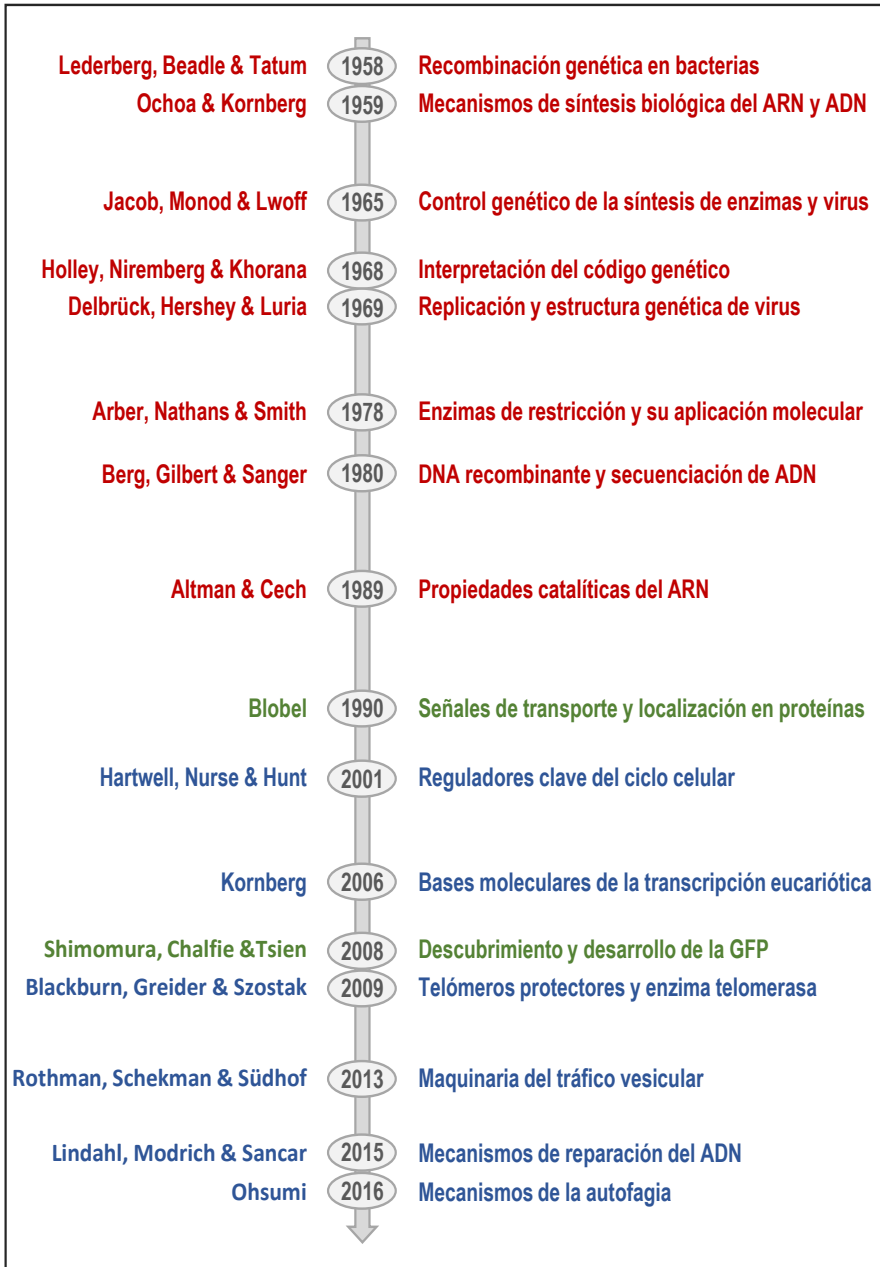 Lederberg, Beadle & Tatum 1958 Recombinación genética en bacterias
Ochoa & Kornberg 1959 Mecanismos de síntesis biológica del ARN y ADN
Jacob, Monod & Lwoff 1965 Control genético de la síntesis de enzimas y virus
Holley, Niremberg & Khorana 1968 Interpretación del código genético
Delbrück, Hershey & Luria 1969 Replicación y estructura genética de virus
Arber, Nathans & Smith 1978 Enzimas de restricción y su aplicación molecular
Berg, Gilbert & Sanger 1980 DNA recombinante y secuenciación de ADN
Altman & Cech 1989 Propiedades catalíticas del ARN
Blobel 1990 Señales de transporte y localización en proteínas
Hartwell, Nurse & Hunt 2001 Reguladores clave del ciclo celular
Kornberg 2006 Bases moleculares de la transcripción eucariótica
Shimomura, Chalfie &Tsien 2008 Descubrimiento y desarrollo de la GFP
Blackburn, Greider & Szostak 2009 Telómeros protectores y enzima telomerasa
Rothman, Schekman & Südhof 2013 Maquinaria del tráfico vesicular
Lindahl, Modrich & Sancar 2015 Mecanismos de reparación del ADN
Ohsumi 2016 Mecanismos de la autofagia